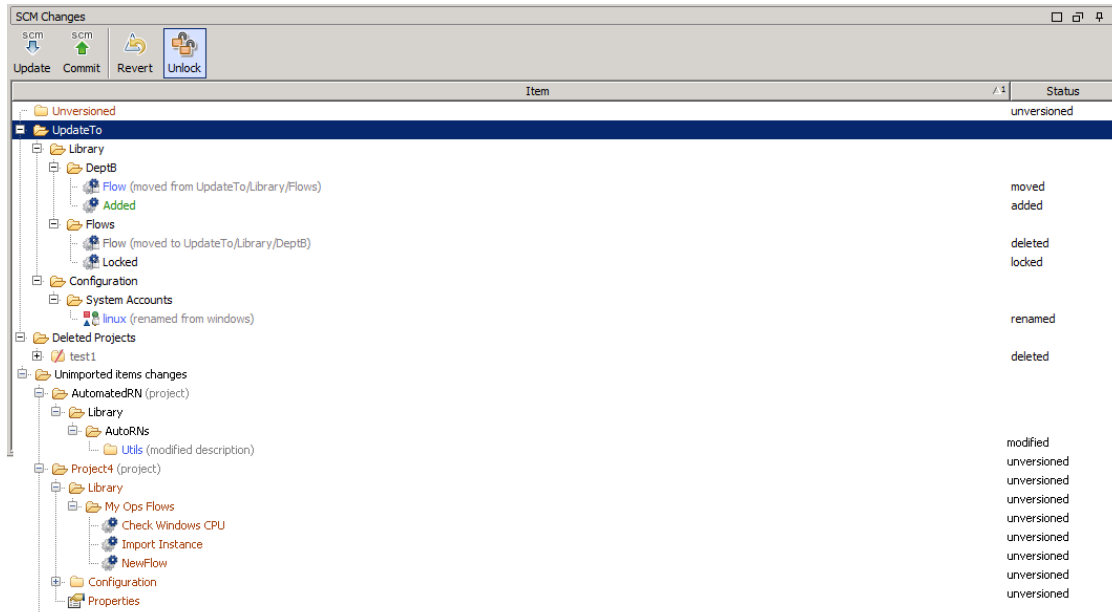 SCM Changes
scm scm
Update Commit Revert Unlock
Item 1 Status
Unversioned unversioned
UpdateTo
Library
DeptB
Flow (moved from UpdateTo/Library/Flows) moved
Added added
Flows
Flow (moved to UpdateTo/Library/DeptB) deleted
Locked locked
Configuration
System Accounts
linux (renamed from windows) renamed
Deleted Projects
test1 deleted
Unimported items changes
AutomatedRN (project)
Library
AutoRNs
Utils (modified description) modified
Project4 (project) unversioned
Library unversioned
My Ops Flows unversioned
Check Windows CPU unversioned
Import Instance unversioned
NewFlow unversioned
Configuration unversioned
Properties unversioned